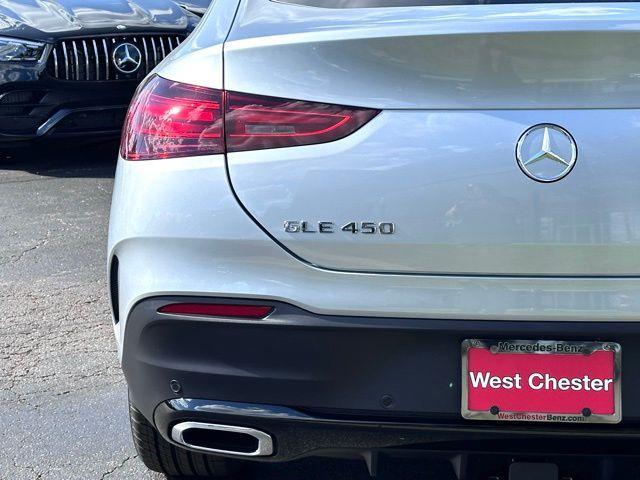 GLE 450
Mercedes-Benz
West Chester
WestChesterBenz.com